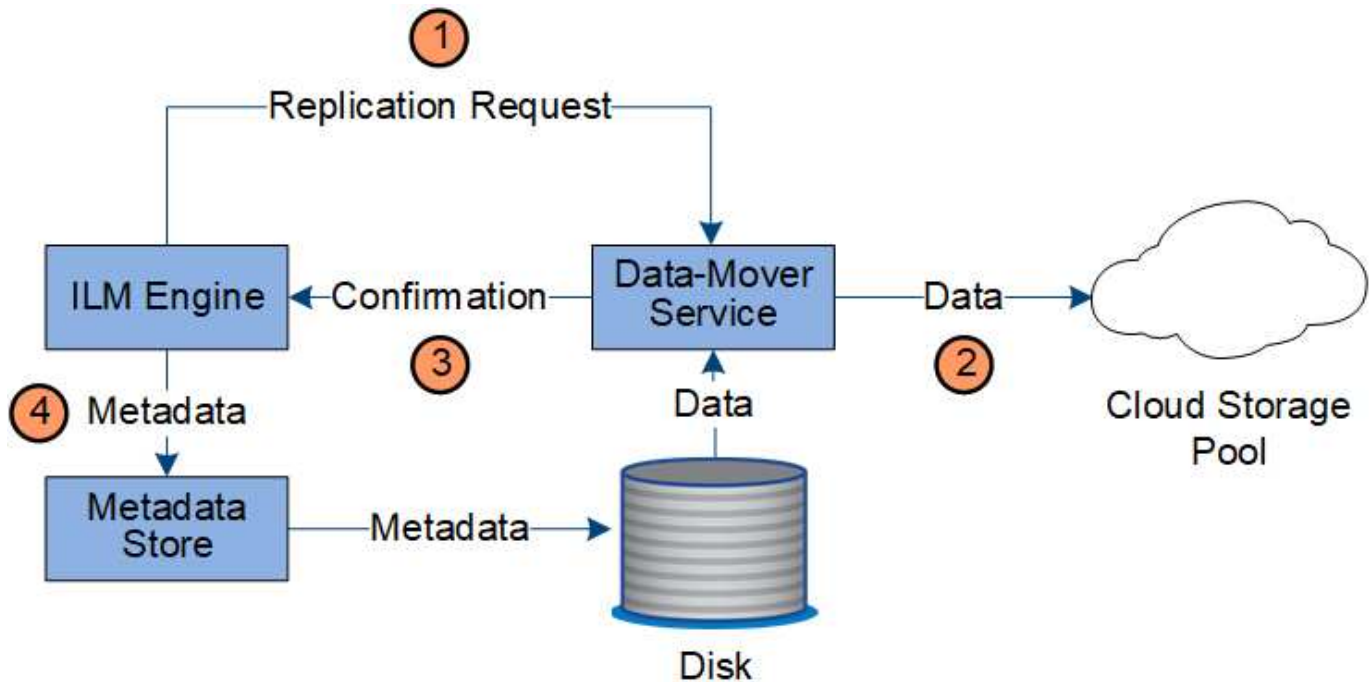 1
Replication Request
ILM Engine
Confirmation
3
Data-Mover
Service
Data
2
Cloud Storage
Pool
4
Metadata
Data
Metadata
Store
Metadata
Disk